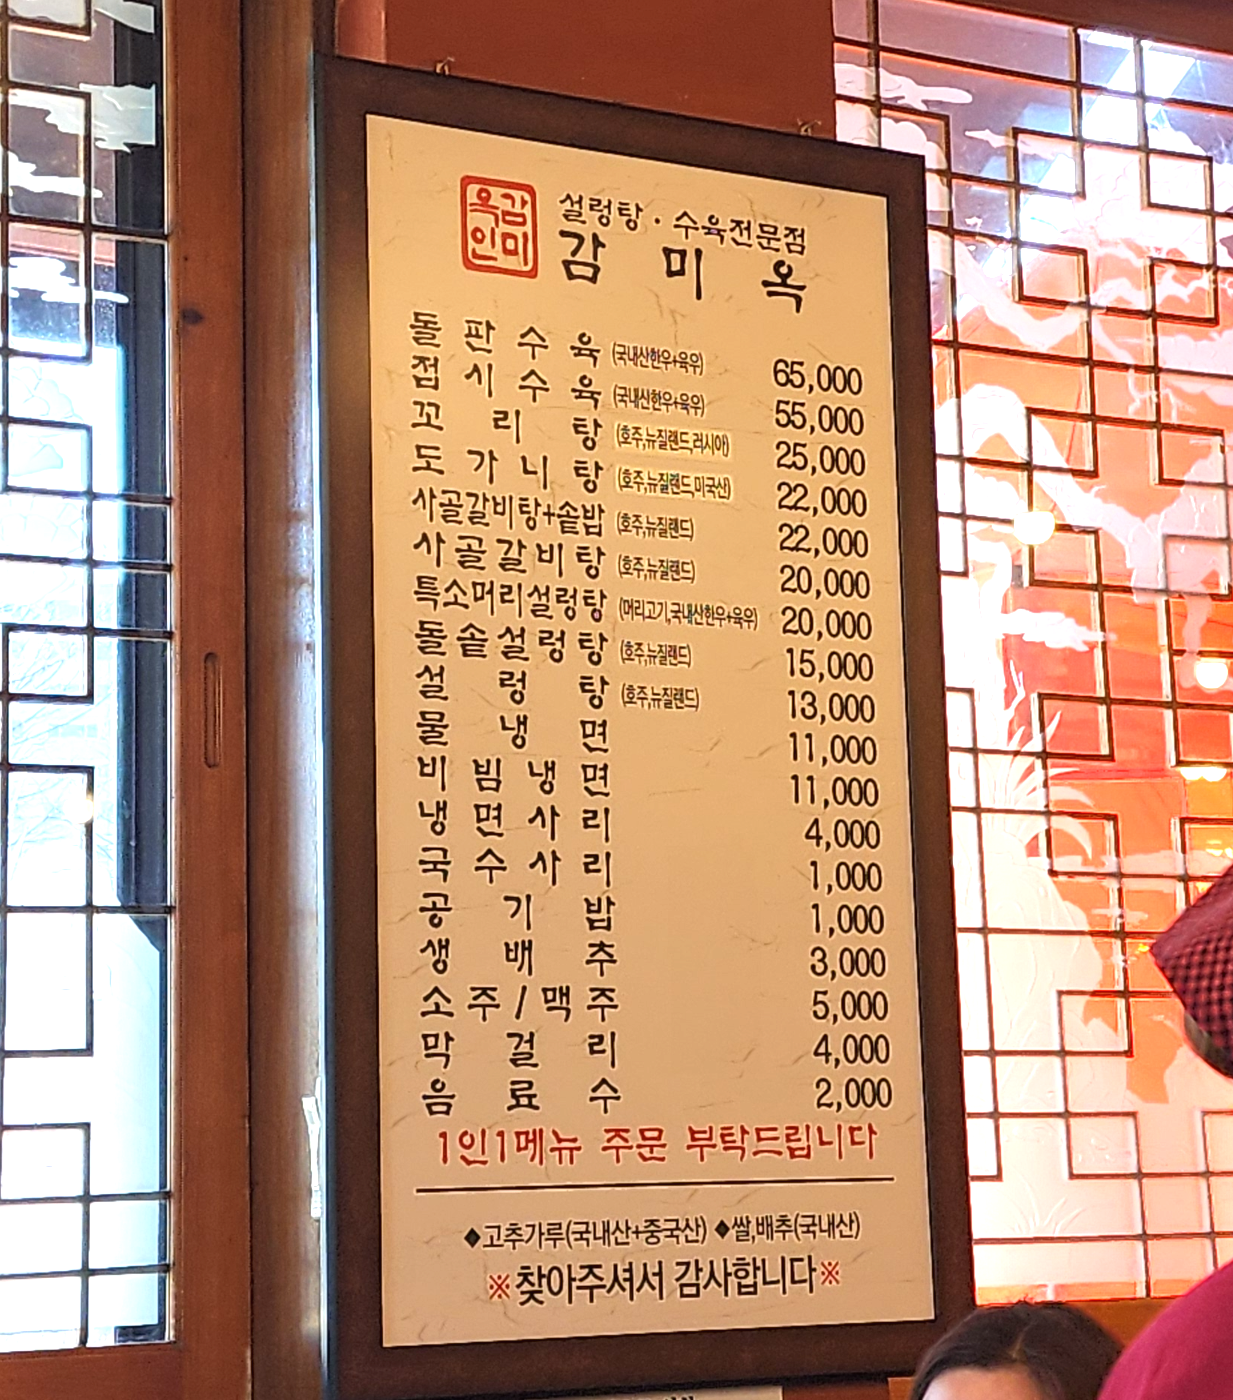 옥감
인미
설렁탕 · 수육전문점
감 미 옥
돌 판 수 육 (국내산한우+육우) 65,000
접 시 수 육 (국내산한우+육우) 55,000
꼬 리 탕 (호주,뉴질랜드,러시아) 25,000
도 가 니 탕 (호주,뉴질랜드,미국산) 22,000
사골갈비탕+솥밥 (호주,뉴질랜드) 22,000
사 골 갈 비 탕 (호주,뉴질랜드) 20,000
특소머리설렁탕 (머리고기,국내산한우+육우) 20,000
돌 솥 설 렁 탕 (호주,뉴질랜드) 15,000
설 렁 탕 (호주,뉴질랜드) 13,000
물 냉 면 11,000
비 빔 냉 면 11,000
냉 면 사 리 4,000
국 수 사 리 1,000
공 기 밥 1,000
생 배 추 3,000
소 주 / 맥 주 5,000
막 걸 리 4,000
음 료 수 2,000
1인1메뉴 주문 부탁드립니다
◆고추가루(국내산+중국산) ◆쌀,배추(국내산)
※찾아주셔서 감사합니다※